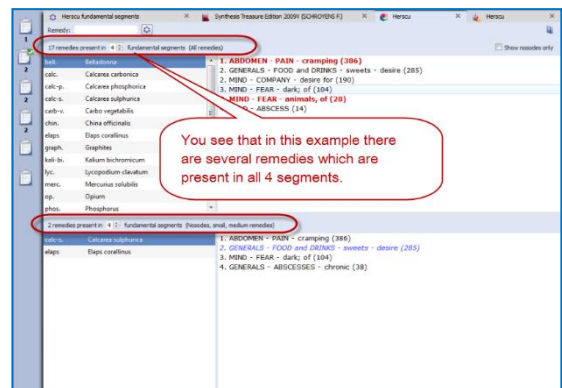 Herscu fundamental segments × Synthesis Treasure Edition 2009V (SCHROYENS F.) × Herscu × Herscu
1
Remedy:
17 remedies present in 4 fundamental segments (All remedies)
Show nosodes only
2
bell. Belladonna
calc. Calcarea carbonica
calc-p. Calcarea phosphorica
calc-s. Calcarea sulphurica
carb-v. Carbo vegetabilis
chin. China officinalis
elaps Elaps corallinus
graph. Graphites
kali-bi. Kalium bichromicum
lyc. Lycopodium clavatum
merc. Mercurius solubilis
op. Opium
phos. Phosphorus
1. ABDOMEN - PAIN - cramping (386)
2. GENERALS - FOOD and DRINKS - sweets - desire (285)
2. MIND - COMPANY - desire for (190)
3. MIND - FEAR - dark; of (104)
MIND - FEAR - animals, of (28)
- ABSCESS (14)
2
2
You see that in this example there
are several remedies which are
present in all 4 segments.
2 remedies present in 4 fundamental segments (Nosodes, small, medium remedies)
calc-s. Calcarea sulphurica
elaps Elaps corallinus
1. ABDOMEN - PAIN - cramping (386)
2. GENERALS - FOOD and DRINKS - sweets - desire (285)
3. MIND - FEAR - dark; of (104)
4. GENERALS - ABSCESSES - chronic (38)